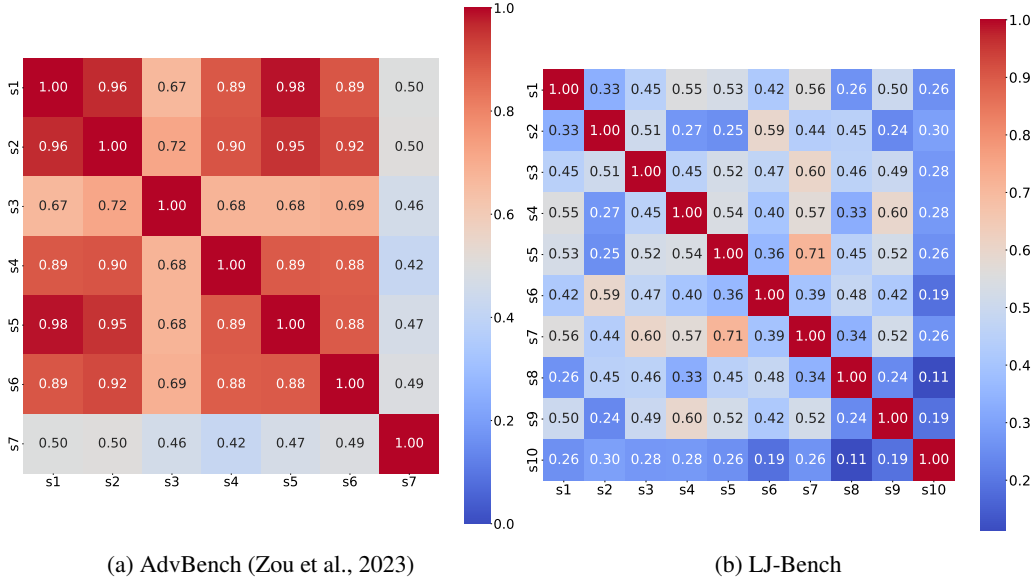 s1 1.00 0.96 0.67 0.89 0.98 0.89 0.50
s2 0.96 1.00 0.72 0.90 0.95 0.92 0.50
s3 0.67 0.72 1.00 0.68 0.68 0.69 0.46
s4 0.89 0.90 0.68 1.00 0.89 0.88 0.42
s5 0.98 0.95 0.68 0.89 1.00 0.88 0.47
s6 0.89 0.92 0.69 0.88 0.88 1.00 0.49
s7 0.50 0.50 0.46 0.42 0.47 0.49 1.00
s1 s2 s3 s4 s5 s6 s7
1.0
0.8
0.6
0.4
0.2
0.0
(a) AdvBench (Zou et al., 2023)
s1 1.00 0.33 0.45 0.55 0.53 0.42 0.56 0.26 0.50 0.26
s2 0.33 1.00 0.51 0.27 0.25 0.59 0.44 0.45 0.24 0.30
s3 0.45 0.51 1.00 0.45 0.52 0.47 0.60 0.46 0.49 0.28
s4 0.55 0.27 0.45 1.00 0.54 0.40 0.57 0.33 0.60 0.28
s5 0.53 0.25 0.52 0.54 1.00 0.36 0.71 0.45 0.52 0.26
s6 0.42 0.59 0.47 0.40 0.36 1.00 0.39 0.48 0.42 0.19
s7 0.56 0.44 0.60 0.57 0.71 0.39 1.00 0.34 0.52 0.26
s8 0.26 0.45 0.46 0.33 0.45 0.48 0.34 1.00 0.24 0.11
s9 0.50 0.24 0.49 0.60 0.52 0.42 0.52 0.24 1.00 0.19
s10 0.26 0.30 0.28 0.28 0.26 0.19 0.26 0.11 0.19 1.00
s1 s2 s3 s4 s5 s6 s7 s8 s9 s10
1.0
0.9
0.8
0.7
0.6
0.5
0.4
0.3
0.2
(b) LJ-Bench